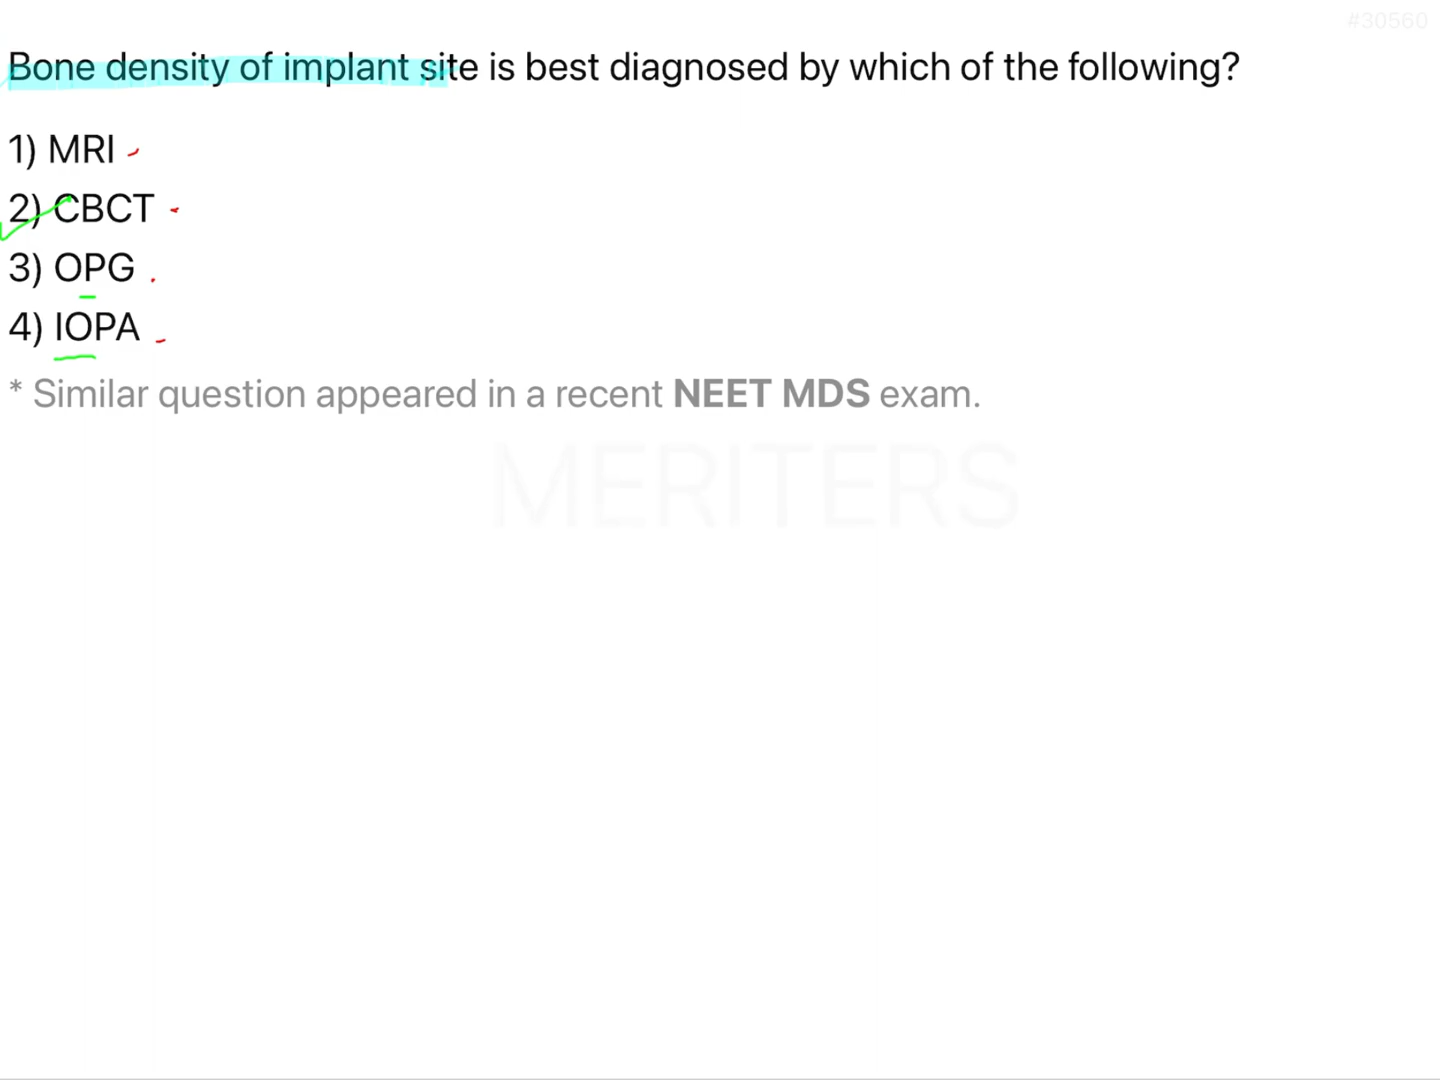 #30560
Bone density of implant site is best diagnosed by which of the following?
1) MRI
2) CBCT
3) OPG
4) IOPA
* Similar question appeared in a recent NEET MDS exam.
MERITERS